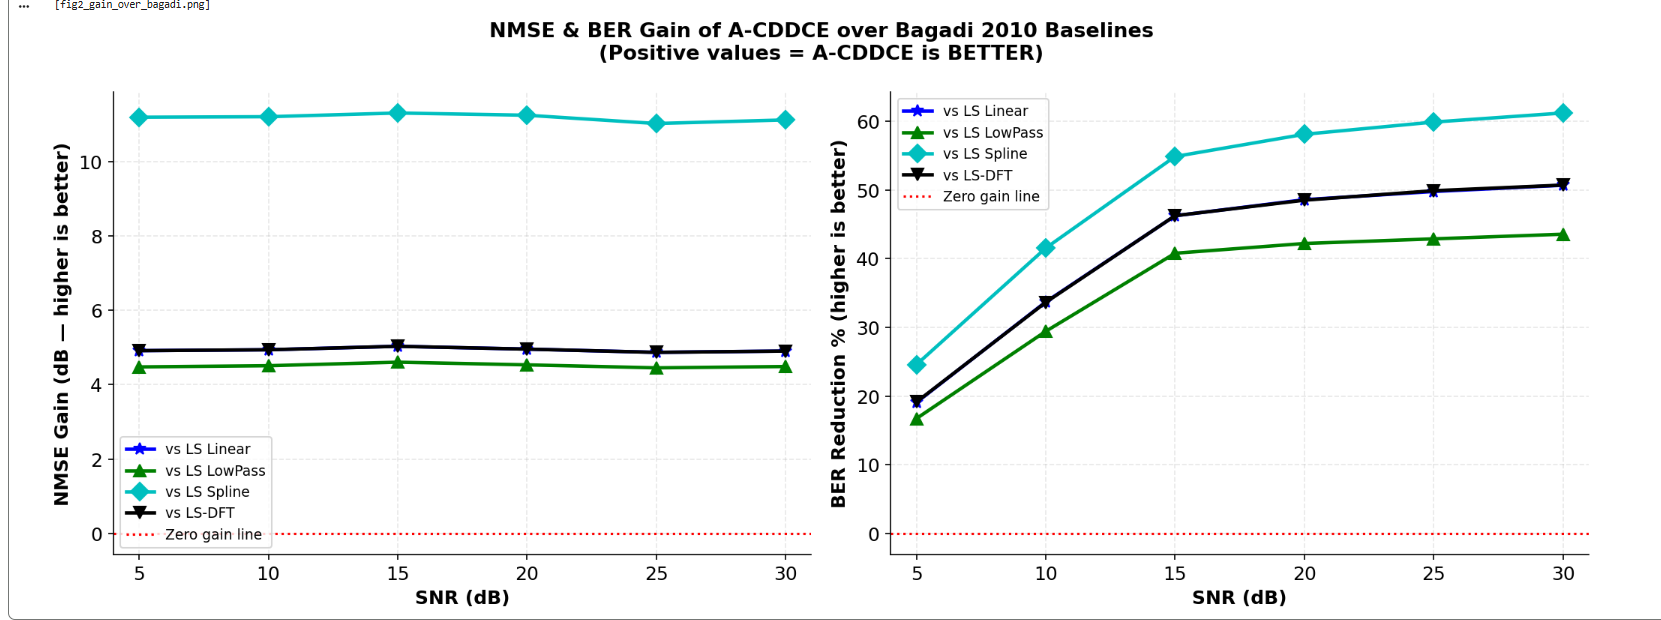 ... [fig2_gain_over_bagadi.png]
NMSE & BER Gain of A-CDDCE over Bagadi 2010 Baselines
(Positive values = A-CDDCE is BETTER)
NMSE Gain (dB — higher is better)
10
8
6
4
2
0
vs LS Linear
vs LS LowPass
vs LS Spline
vs LS-DFT
Zero gain line
5 10 15 20 25 30
SNR (dB)
BER Reduction % (higher is better)
60
50
40
30
20
10
0
vs LS Linear
vs LS LowPass
vs LS Spline
vs LS-DFT
Zero gain line
5 10 15 20 25 30
SNR (dB)